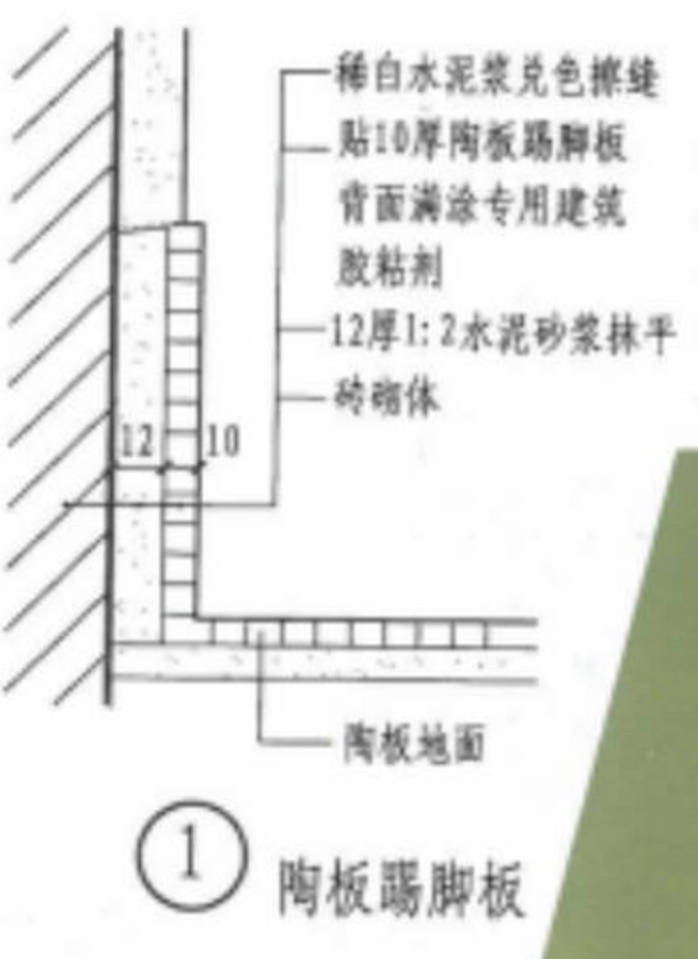 稀白水泥浆兑色擦缝
贴10厚陶板踢脚板
背面满涂专用建筑
胶粘剂
12厚1:2水泥砂浆抹平
砖砌体
12
10
陶板地面
1
陶板踢脚板